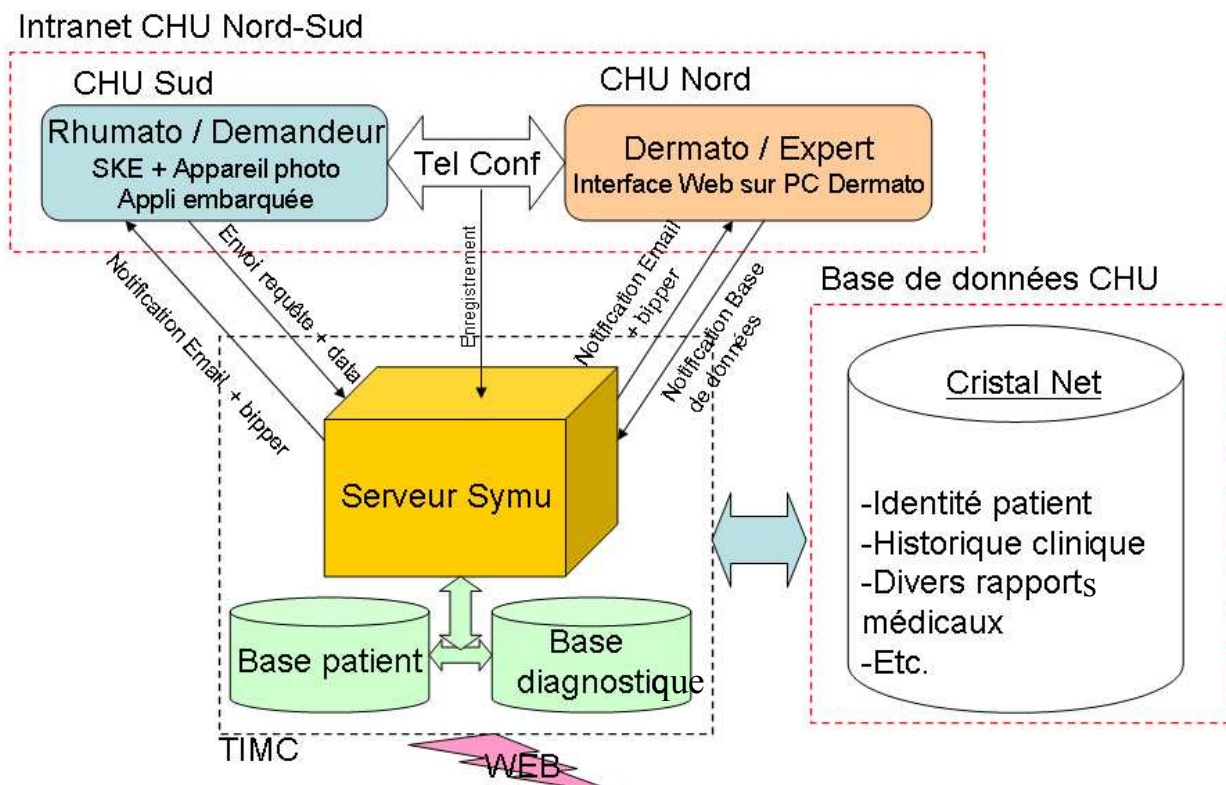 Intranet CHU Nord-Sud
CHU Sud
CHU Nord
Rhumato / Demandeur
SKE + Appareil photo
Appli embarquée
Tel Conf
Dermato / Expert
Interface Web sur PC Dermato
Notification Email + bipper
Envoi requête + data
Enregistrement
Notification Email
+ bipper
Notification Base
de données
Base de données CHU
Cristal Net
-Identité patient
-Historique clinique
-Divers rapports
médicaux
-Etc.
Serveur Symu
Base patient
Base
diagnostique
TIMC
WEB